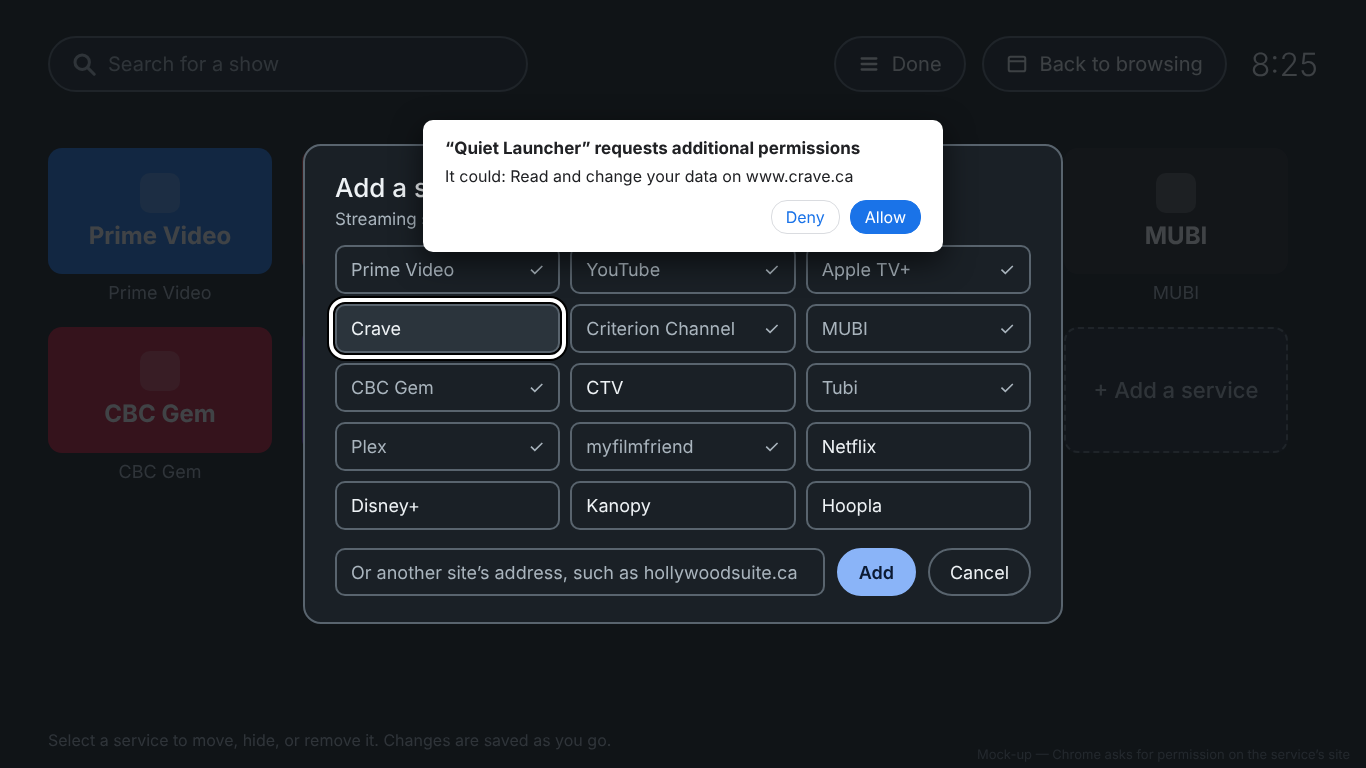 Search for a show
Done
Back to browsing
8:25
“Quiet Launcher” requests additional permissions
It could: Read and change your data on www.crave.ca
Deny
Allow
Add a s
Streaming
Prime Video
Prime Video
MUBI
MUBI
Prime Video
YouTube
Apple TV+
Crave
Criterion Channel
MUBI
CBC Gem
CBC Gem
+ Add a service
CBC Gem
CTV
Tubi
Plex
myfilmfriend
Netflix
Disney+
Kanopy
Hoopla
Or another site’s address, such as hollywoodsuite.ca
Add
Cancel
Select a service to move, hide, or remove it. Changes are saved as you go.
Mock-up — Chrome asks for permission on the service’s site